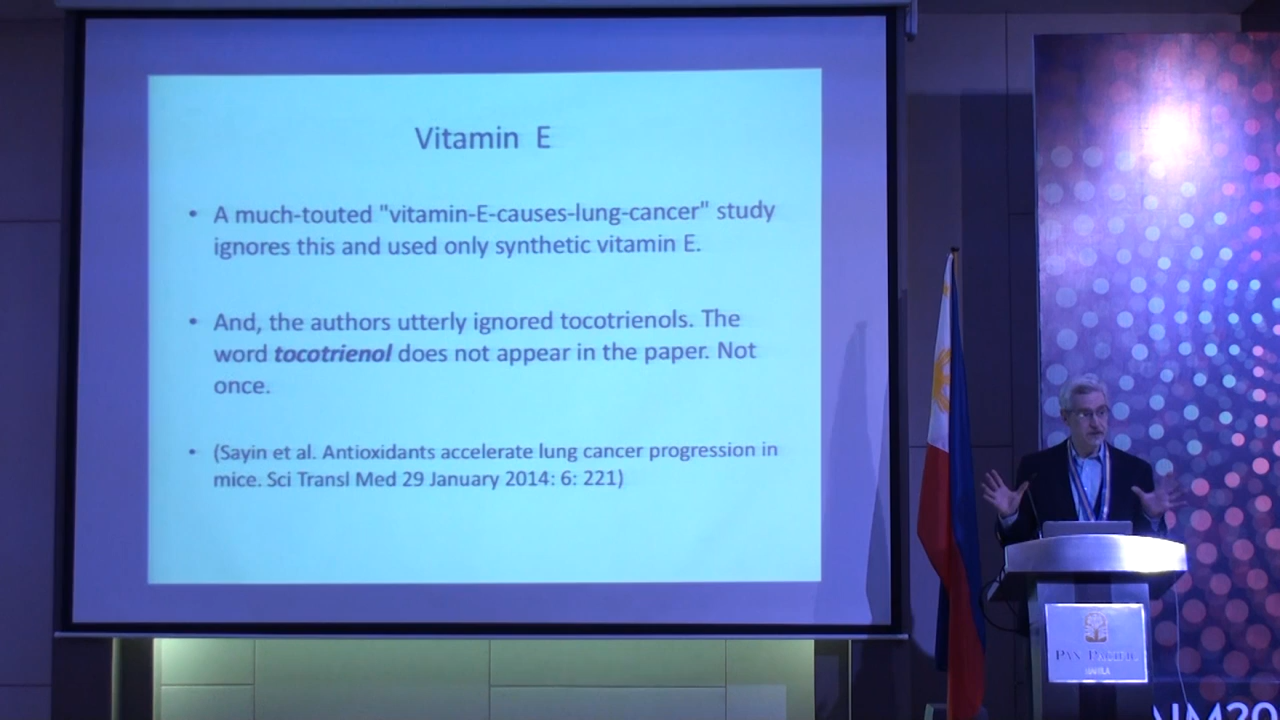 Vitamin E
• A much-touted "vitamin-E-causes-lung-cancer" study
ignores this and used only synthetic vitamin E.
• And, the authors utterly ignored tocotrienols. The
word tocotrienol does not appear in the paper. Not
once.
• (Sayin et al. Antioxidants accelerate lung cancer progression in
mice. Sci Transl Med 29 January 2014: 6: 221)
PAN PACIFIC
MANILA